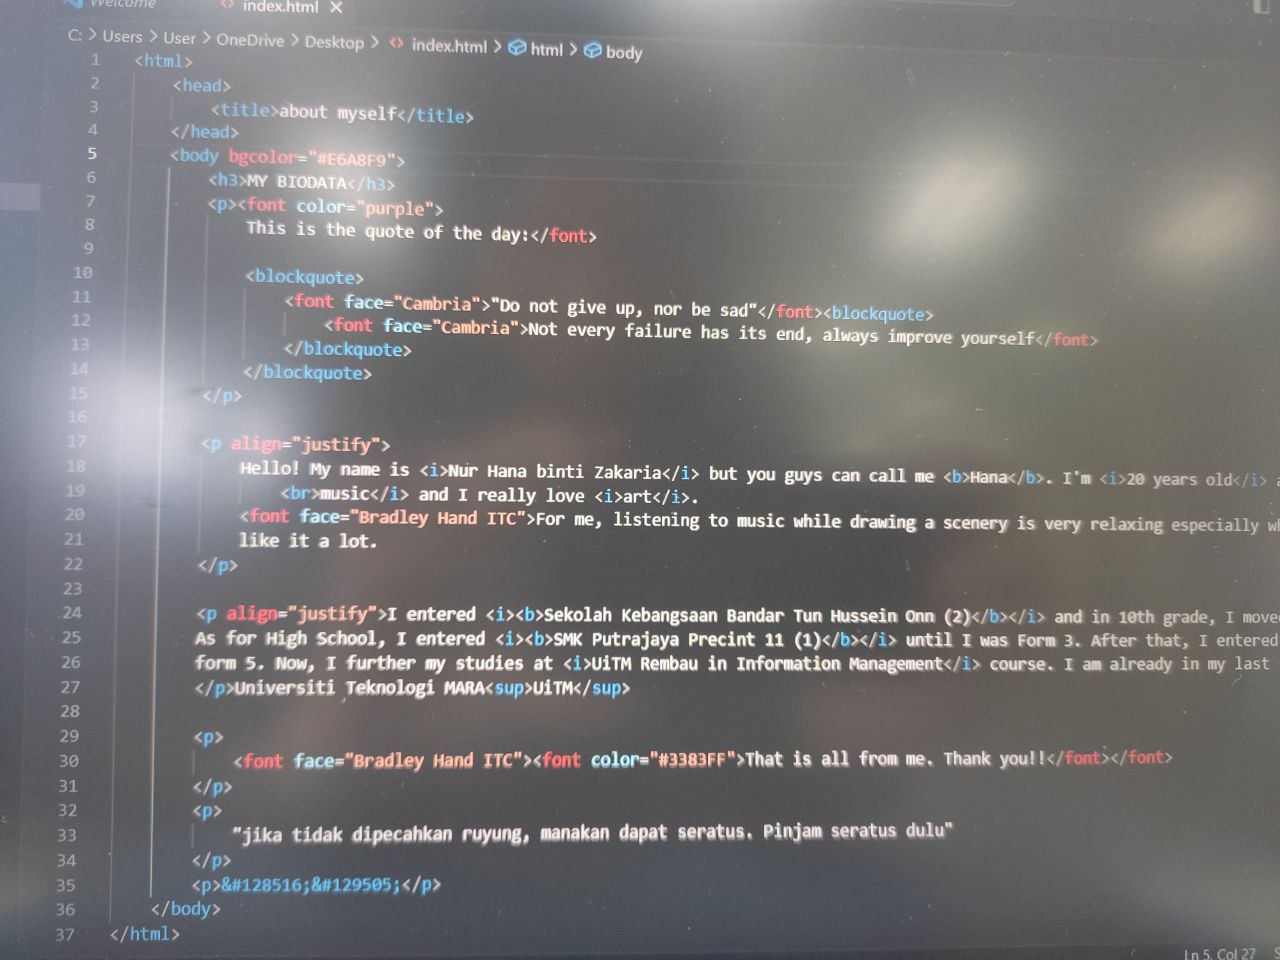 Welcome
index.html ×
C: > Users > User > OneDrive > Desktop > <> index.html > html > body
1 <html>
2 <head>
3 <title>about myself</title>
4 </head>
5 <body bgcolor="#E6A8F9">
6 <h3>MY BIODATA</h3>
7 <p><font color="purple">
8 This is the quote of the day:</font>
9
10 <blockquote>
11 <font face="Cambria">"Do not give up, nor be sad"</font><blockquote>
12 <font face="Cambria">Not every failure has its end, always improve yourself</font>
13 </blockquote>
14 </blockquote>
15 </p>
16
17 <p align="justify">
18 Hello! My name is <i>Nur Hana binti Zakaria</i> but you guys can call me <b>Hana</b>. I'm <i>20 years old</i> a
19 <br>music</i> and I really love <i>art</i>.
20 <font face="Bradley Hand ITC">For me, listening to music while drawing a scenery is very relaxing especially wh
21 like it a lot.
22 </p>
23
24 <p align="justify">I entered <i><b>Sekolah Kebangsaan Bandar Tun Hussein Onn (2)</b></i> and in 10th grade, I move
25 As for High School, I entered <i><b>SMK Putrajaya Precint 11 (1)</b></i> until I was Form 3. After that, I entered
26 form 5. Now, I further my studies at <i>UiTM Rembau in Information Management</i> course. I am already in my last
27 </p>Universiti Teknologi MARA<sup>UiTM</sup>
28
29 <p>
30 <font face="Bradley Hand ITC"><font color="#3383FF">That is all from me. Thank you!!</font></font>
31 </p>
32 <p>
33 "jika tidak dipecahkan ruyung, manakan dapat seratus. Pinjam seratus dulu"
34 </p>
35 <p>&#128516;&#129505;</p>
36 </body>
37 </html>
Ln 5, Col 27